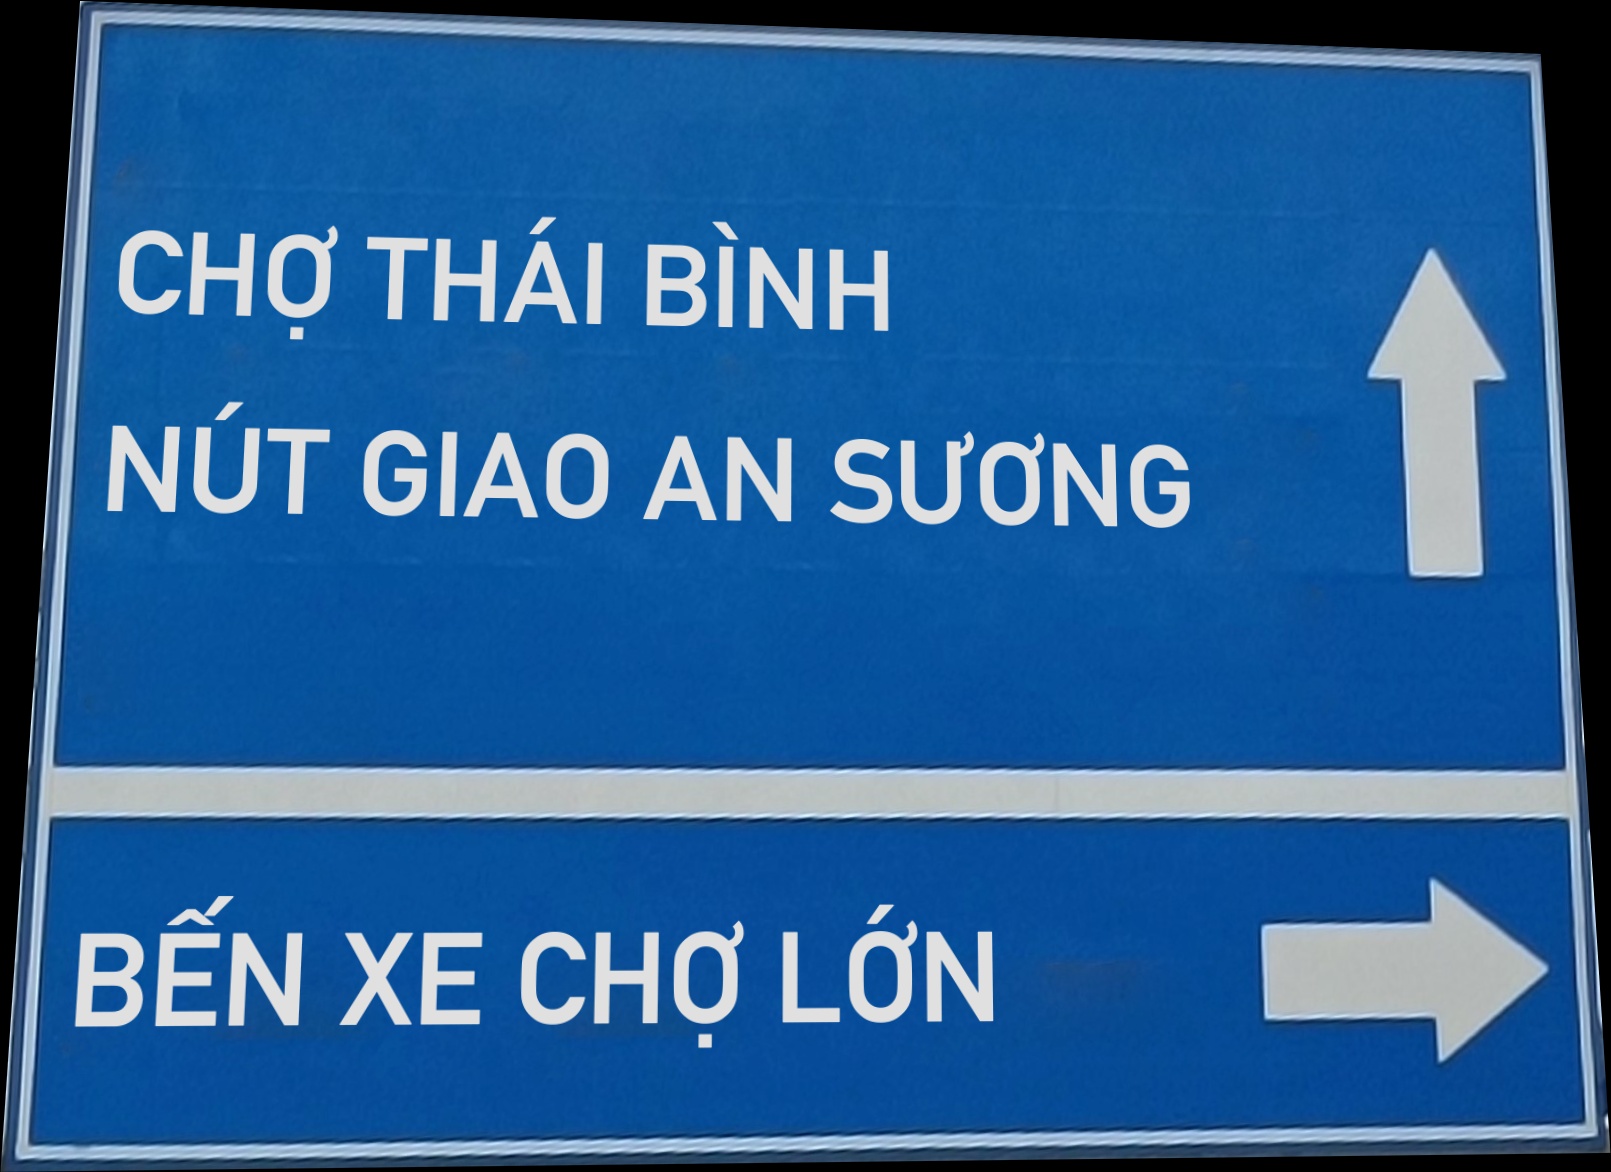 CHỢ THÁI BÌNH
NÚT GIAO AN SƯƠNG
BẾN XE CHỢ LỚN